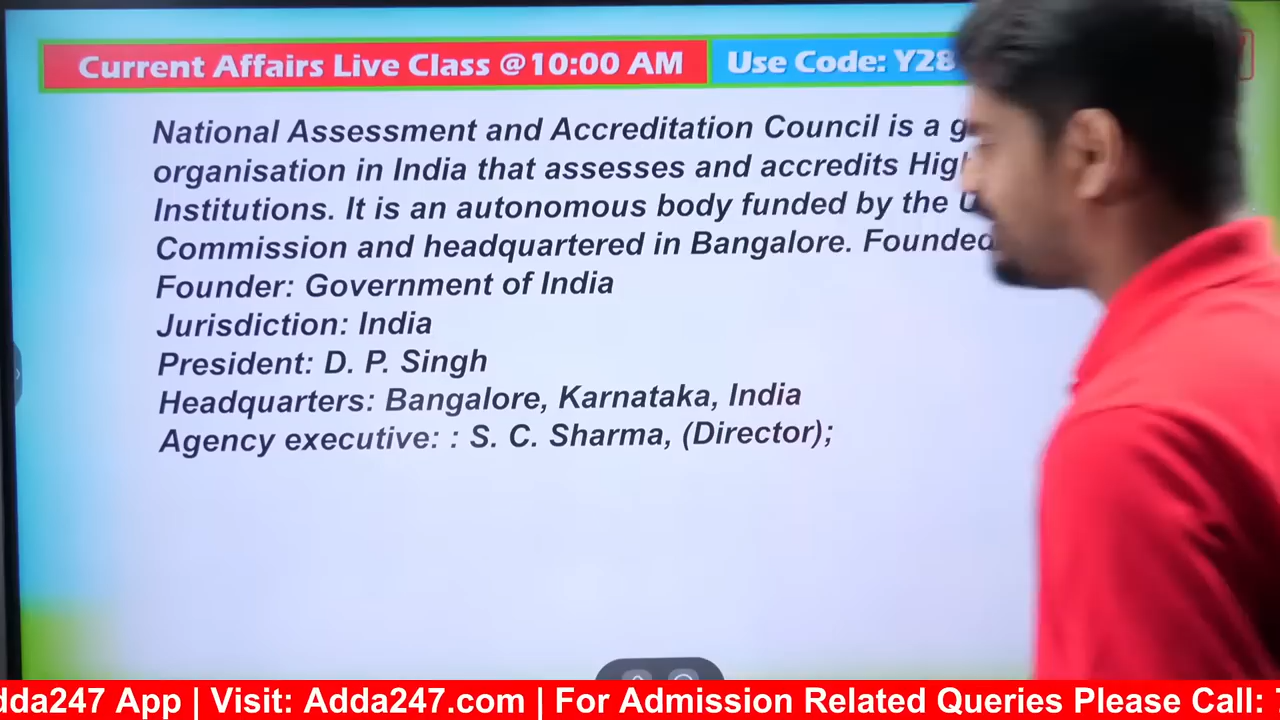 Current Affairs Live Class @10:00 AM
Use Code: Y28
National Assessment and Accreditation Council is a
organisation in India that assesses and accredits
Institutions. It is an autonomous body funded by the
Commission and headquartered in Bangalore. Founded
Founder: Government of India
Jurisdiction: India
President: D. P. Singh
Headquarters: Bangalore, Karnataka, India
Agency executive: : S. C. Sharma, (Director);
App | Visit: Adda247.com | For Admission Related Queries Please Call: